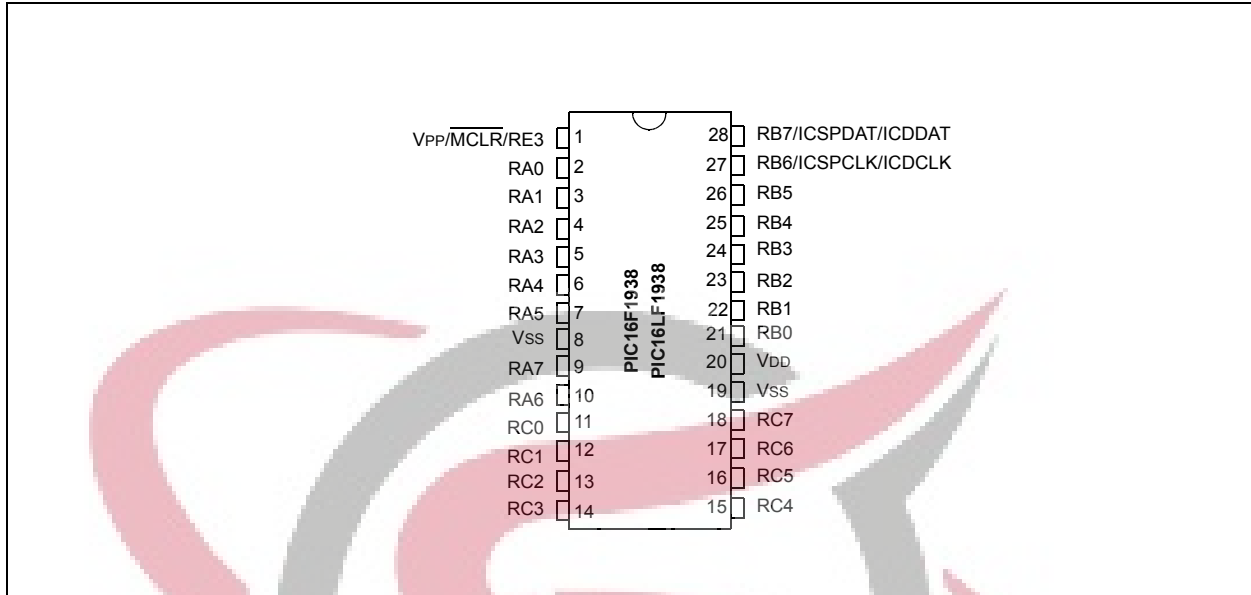 VPP/MCLR/RE3 1
RA0 2
RA1 3
RA2 4
RA3 5
RA4 6
RA5 7
VSS 8
RA7 9
RA6 10
RC0 11
RC1 12
RC2 13
RC3 14
PIC16F1938
PIC16LF1938
28 RB7/ICSPDAT/ICDDAT
27 RB6/ICSPCLK/ICDCLK
26 RB5
25 RB4
24 RB3
23 RB2
22 RB1
21 RB0
20 VDD
19 VSS
18 RC7
17 RC6
16 RC5
15 RC4